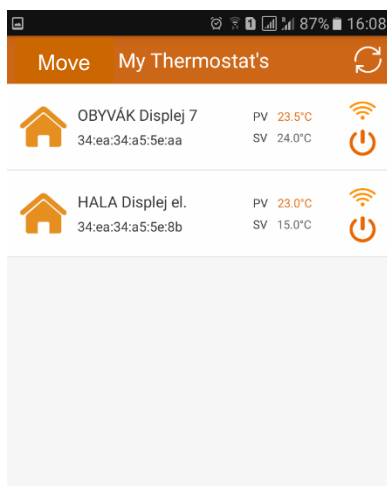 87% 16:08
Move My Thermostat's
OBYVÁK Displej 7 PV 23.5°C
34:ea:34:a5:5e:aa SV 24.0°C
HALA Displej el. PV 23.0°C
34:ea:34:a5:5e:8b SV 15.0°C